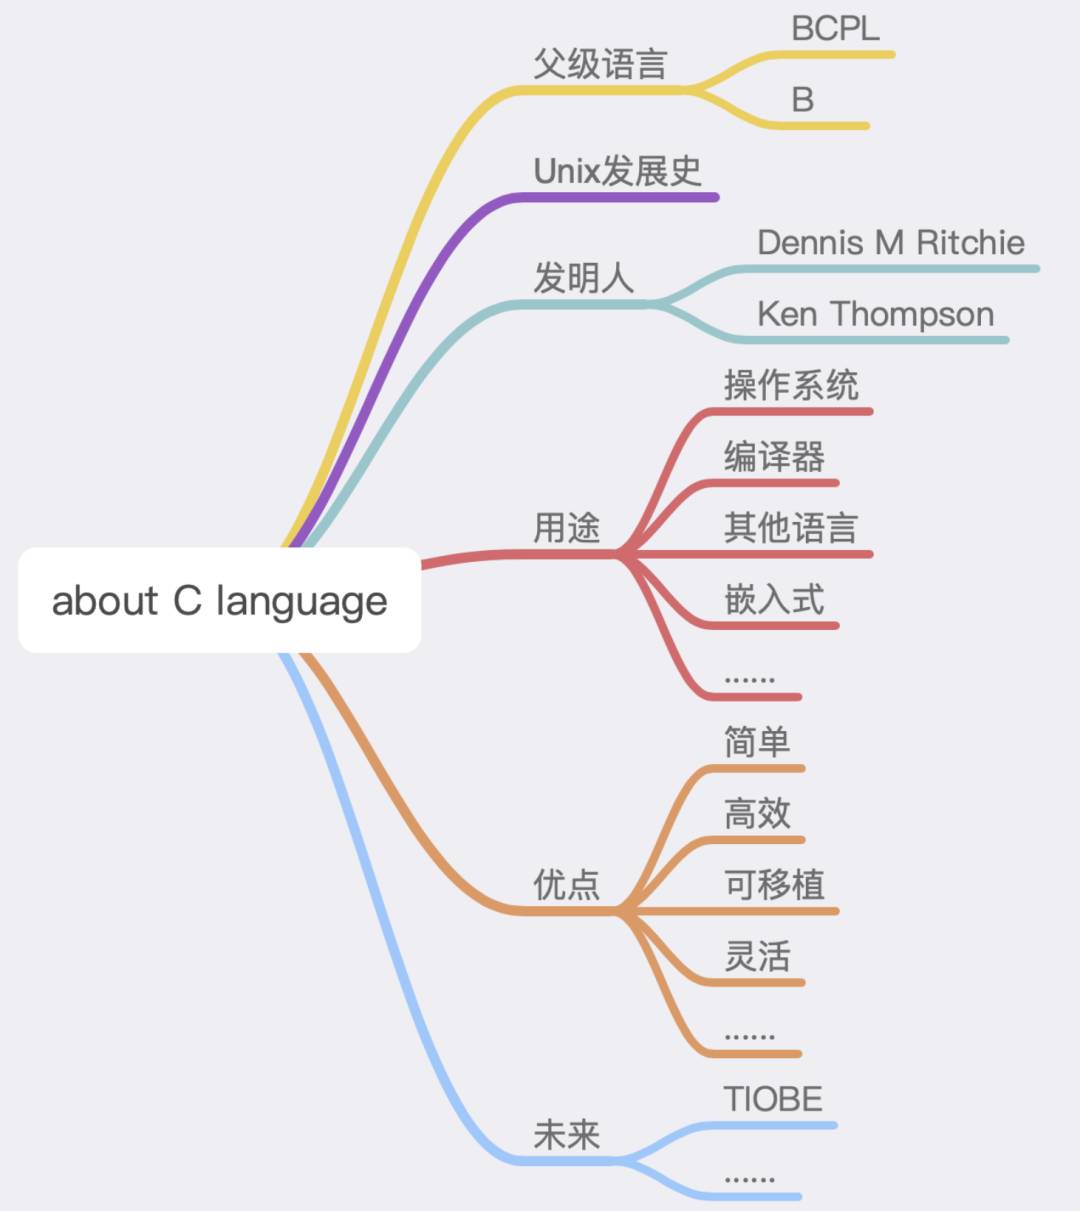 BCPL
父级语言
B
Unix发展史
Dennis M Ritchie
发明人
Ken Thompson
操作系统
编译器
用途
其他语言
嵌入式
......
about C language
简单
高效
优点
可移植
灵活
......
TIOBE
未来
......